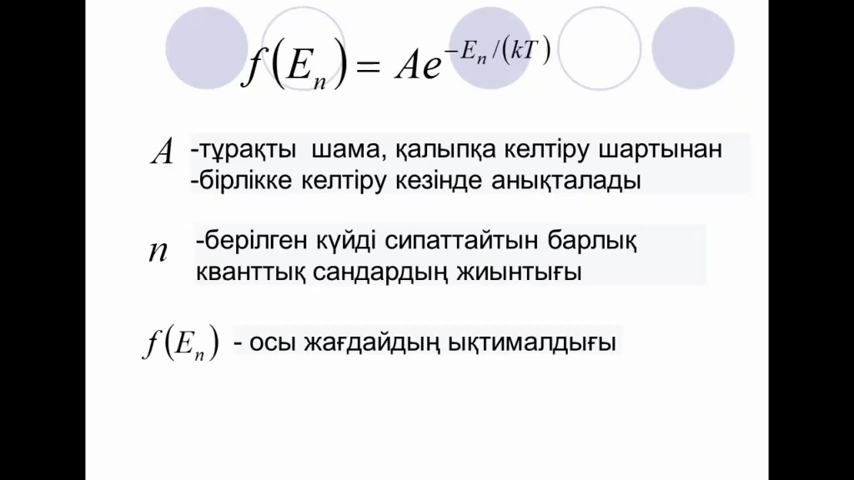 f(Eₙ) = Ae^(−Eₙ/(kT))
A -тұрақты шама, қалыпқа келтіру шартынан
-бірлікке келтіру кезінде анықталады
n -берілген күйді сипаттайтын барлық
кванттық сандардың жиынтығы
f(Eₙ) - осы жағдайдың ықтималдығы